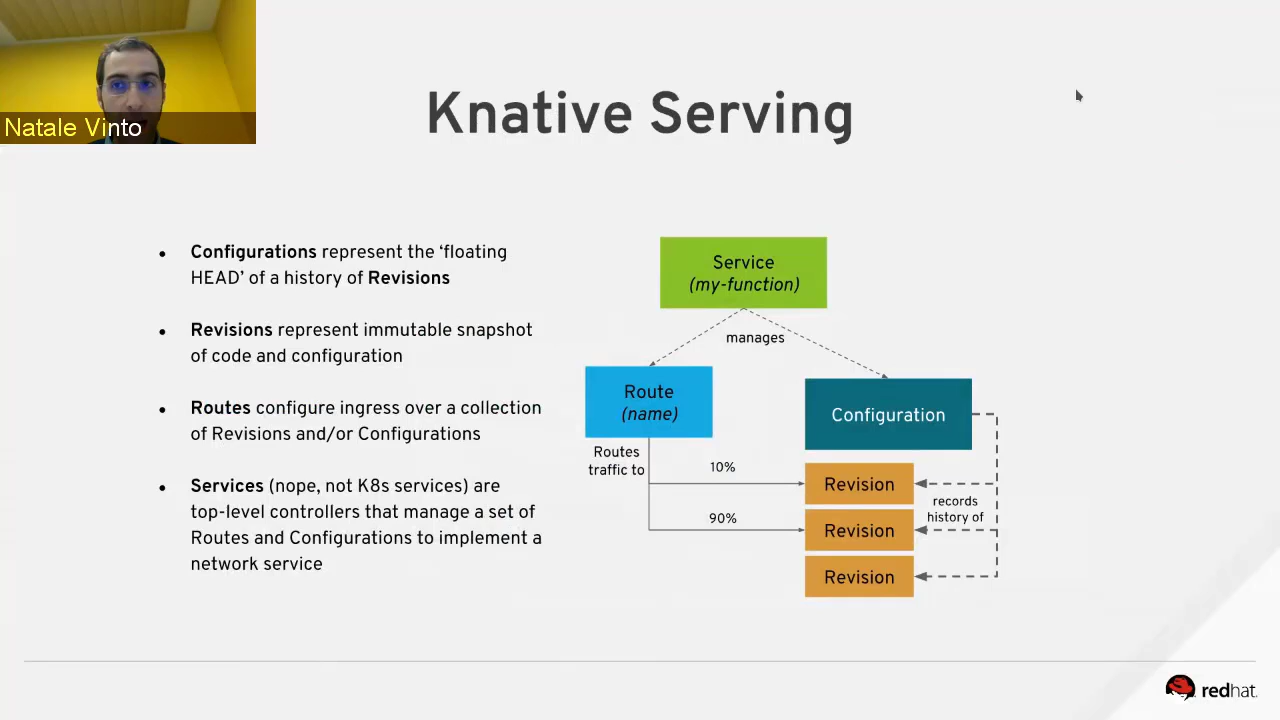 Natale Vinto
Knative Serving
• Configurations represent the ‘floating
HEAD’ of a history of Revisions
• Revisions represent immutable snapshot
of code and configuration
• Routes configure ingress over a collection
of Revisions and/or Configurations
• Services (nope, not K8s services) are
top-level controllers that manage a set of
Routes and Configurations to implement a
network service
Service
(my-function)
manages
Route
(name)
Configuration
Routes
traffic to
10%
90%
Revision
Revision
Revision
records
history of
redhat.